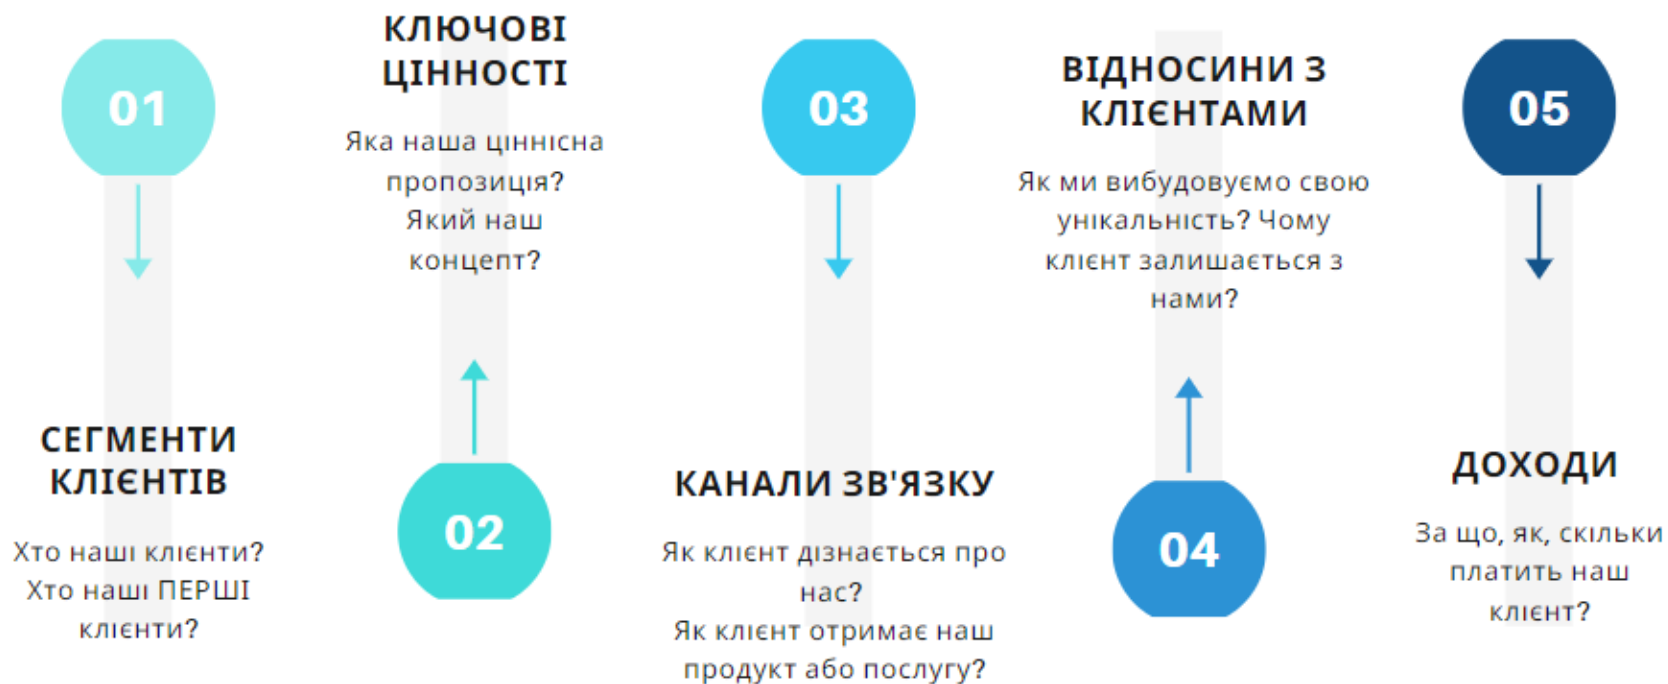 01
СЕГМЕНТИ
КЛІЄНТІВ
Хто наші клієнти?
Хто наші ПЕРШІ
клієнти?
КЛЮЧОВІ
ЦІННОСТІ
Яка наша ціннісна
пропозиція?
Який наш
концепт?
02
03
КАНАЛИ ЗВ'ЯЗКУ
Як клієнт дізнається про
нас?
Як клієнт отримає наш
продукт або послугу?
ВІДНОСИНИ З
КЛІЄНТАМИ
Як ми вибудовуємо свою
унікальність? Чому
клієнт залишається з
нами?
04
05
ДОХОДИ
За що, як, скільки
платить наш
клієнт?